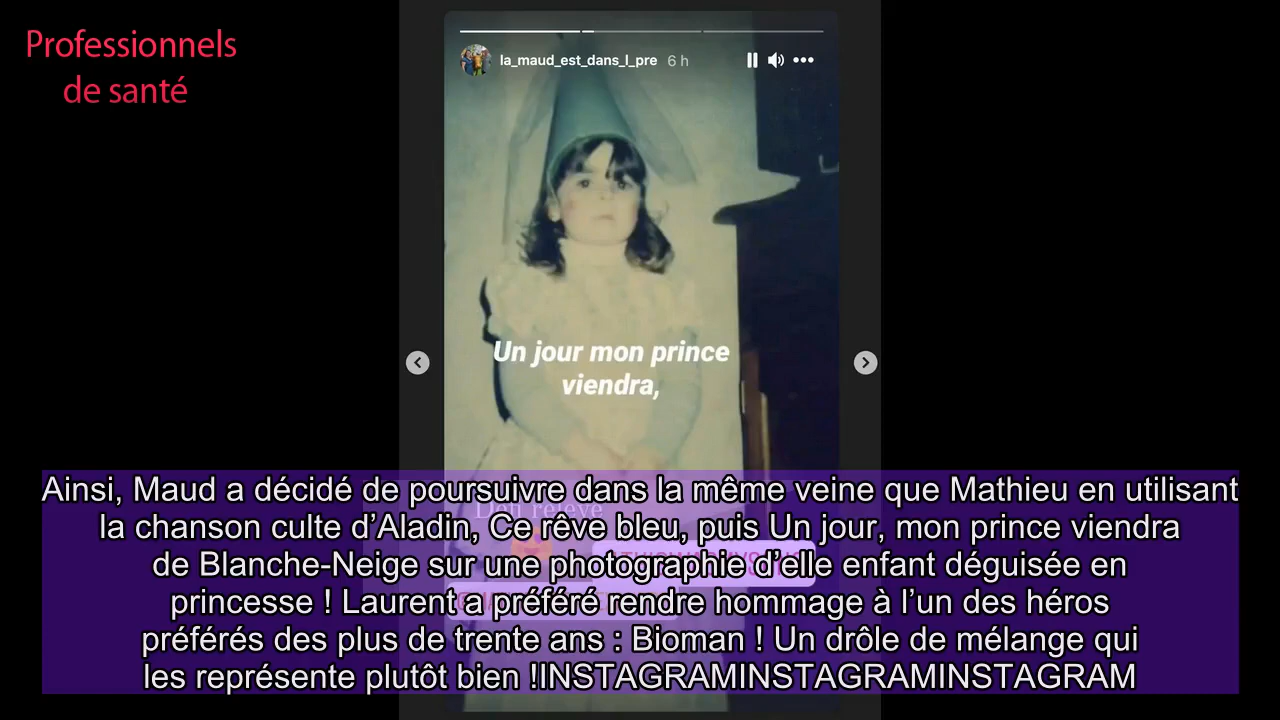 Professionnels
de santé
la_maud_est_dans_l_pre 6 h
Un jour mon prince
viendra,
Défi relevé
Ainsi, Maud a décidé de poursuivre dans la même veine que Mathieu en utilisant
la chanson culte d’Aladin, Ce rêve bleu, puis Un jour, mon prince viendra
de Blanche-Neige sur une photographie d’elle enfant déguisée en
princesse ! Laurent a préféré rendre hommage à l’un des héros
préférés des plus de trente ans : Bioman ! Un drôle de mélange qui
les représente plutôt bien !INSTAGRAMINSTAGRAMINSTAGRAM